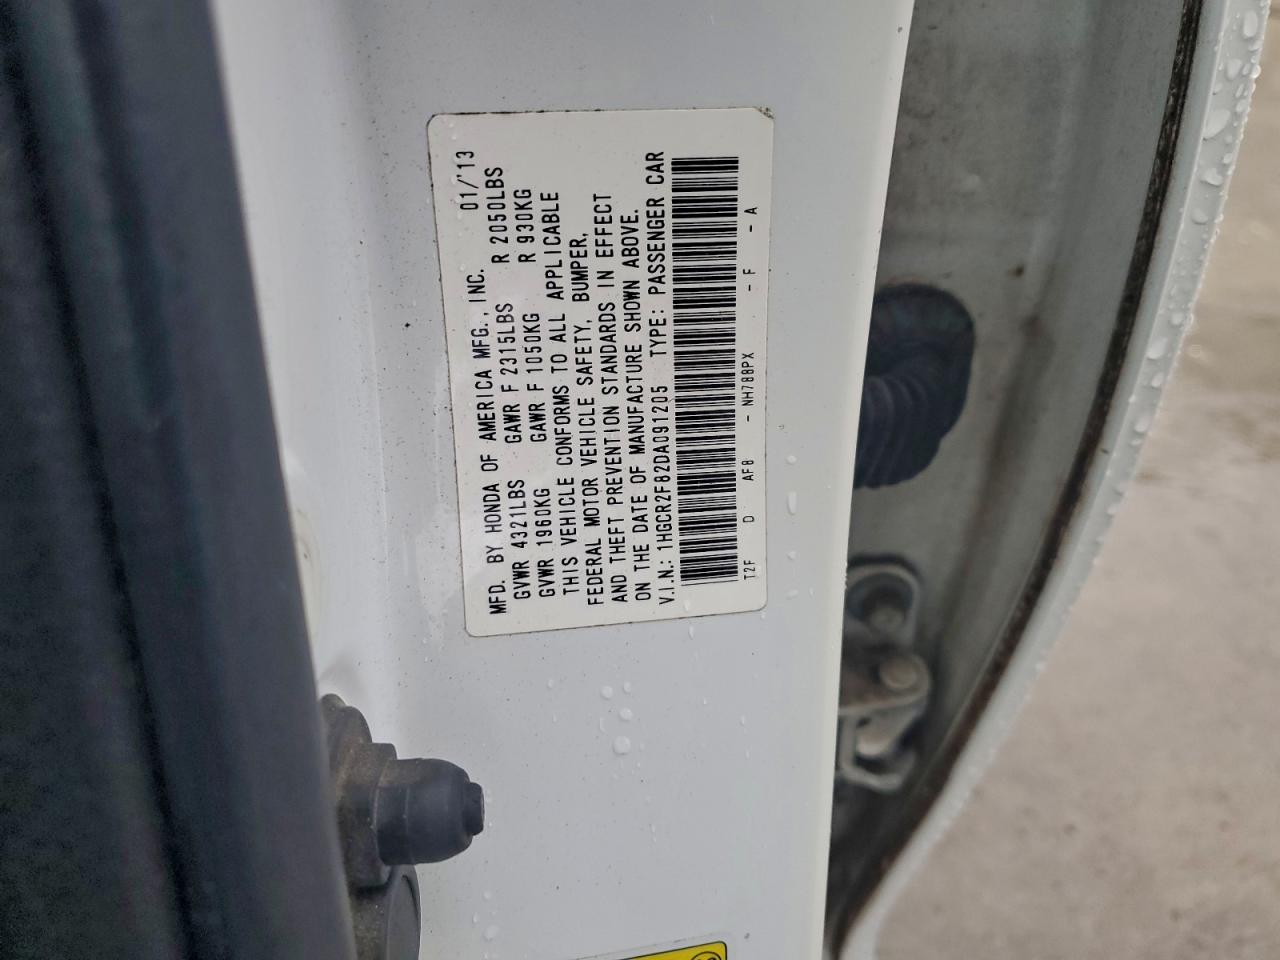 MFD. BY HONDA OF AMERICA MFG., INC. 01/'13
GVWR 4321LBS GAWR F 2315LBS R 2050LBS
GVWR 1960KG GAWR F 1050KG R 930KG
THIS VEHICLE CONFORMS TO ALL APPLICABLE
FEDERAL MOTOR VEHICLE SAFETY, BUMPER,
AND THEFT PREVENTION STANDARDS IN EFFECT
ON THE DATE OF MANUFACTURE SHOWN ABOVE.
V.I.N.: 1HGCR2F82DA091205 TYPE: PASSENGER CAR
T2F D AF8 - NH788PX - F - A